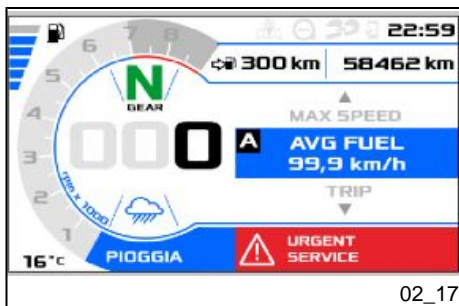 22:59
300 km
58462 km
8
7
6
5
4
3
2
1
rpm x 1000
N
GEAR
000
MAX SPEED
A
AVG FUEL
99,9 km/h
TRIP
16°C
PIOGGIA
URGENT
SERVICE
02_17